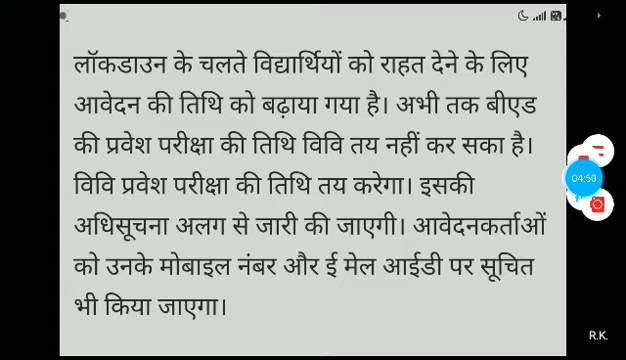 लॉकडाउन के चलते विद्यार्थियों को राहत देने के लिए
आवेदन की तिथि को बढ़ाया गया है। अभी तक बीएड
की प्रवेश परीक्षा की तिथि विवि तय नहीं कर सका है।
विवि प्रवेश परीक्षा की तिथि तय करेगा। इसकी
अधिसूचना अलग से जारी की जाएगी। आवेदनकर्ताओं
को उनके मोबाइल नंबर और ई मेल आईडी पर सूचित
भी किया जाएगा।
04:50
R.K.